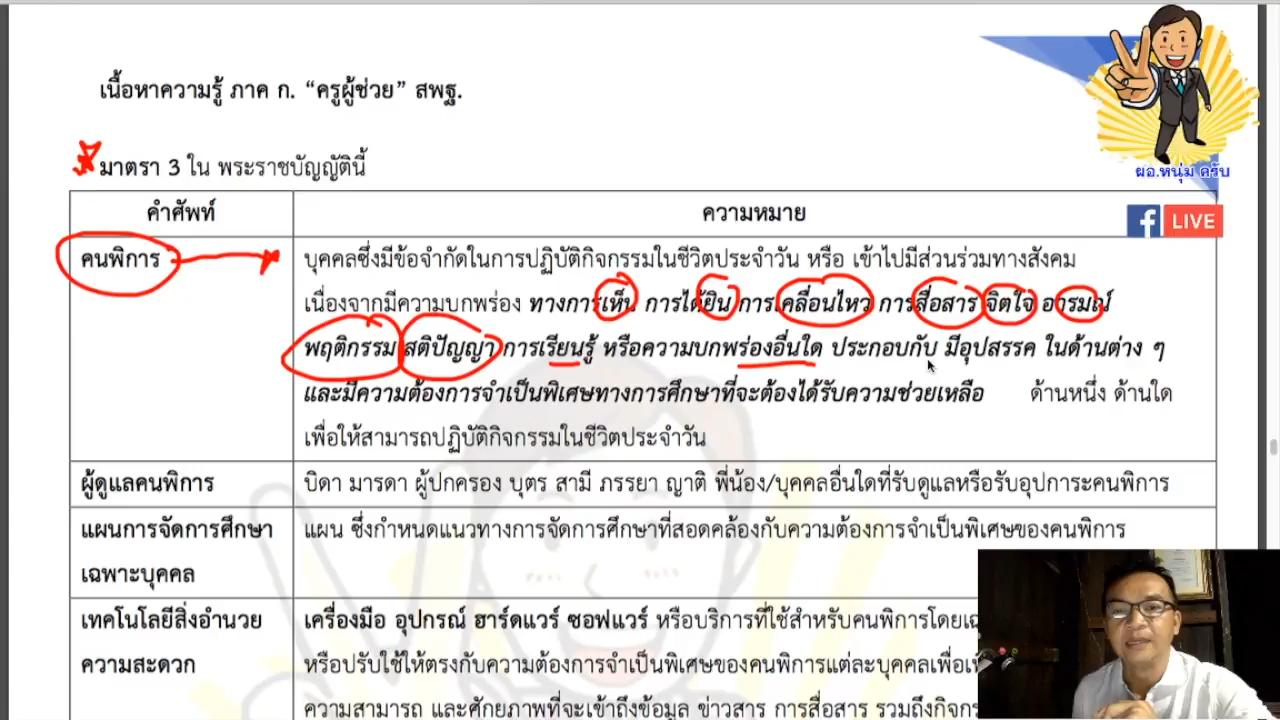 เนื้อหาความรู้ ภาค ก. “ครูผู้ช่วย” สพฐ.
ผอ.หนุ่ม ครับ
f LIVE
มาตรา 3 ใน พระราชบัญญัตินี้
คำศัพท์ ความหมาย
คนพิการ บุคคลซึ่งมีข้อจำกัดในการปฏิบัติกิจกรรมในชีวิตประจำวัน หรือ เข้าไปมีส่วนร่วมทางสังคม
เนื่องจากมีความบกพร่อง ทางการเห็น การได้ยิน การเคลื่อนไหว การสื่อสาร จิตใจ อารมณ์
พฤติกรรม สติปัญญา การเรียนรู้ หรือความบกพร่องอื่นใด ประกอบกับ มีอุปสรรค ในด้านต่าง ๆ
และมีความต้องการจำเป็นพิเศษทางการศึกษาที่จะต้องได้รับความช่วยเหลือ ด้านหนึ่ง ด้านใด
เพื่อให้สามารถปฏิบัติกิจกรรมในชีวิตประจำวัน
ผู้ดูแลคนพิการ บิดา มารดา ผู้ปกครอง บุตร สามี ภรรยา ญาติ พี่น้อง/บุคคลอื่นใดที่รับดูแลหรือรับอุปการะคนพิการ
แผนการจัดการศึกษา แผน ซึ่งกำหนดแนวทางการจัดการศึกษาที่สอดคล้องกับความต้องการจำเป็นพิเศษของคนพิการ
เฉพาะบุคคล
เทคโนโลยีสิ่งอำนวย เครื่องมือ อุปกรณ์ ฮาร์ดแวร์ ซอฟแวร์ หรือบริการที่ใช้สำหรับคนพิการโดยเฉ
ความสะดวก หรือปรับใช้ให้ตรงกับความต้องการจำเป็นพิเศษของคนพิการแต่ละบุคคลเพื่อเ
ความสามารถ และศักยภาพที่จะเข้าถึงข้อมูล ข่าวสาร การสื่อสาร รวมถึงกิจกร